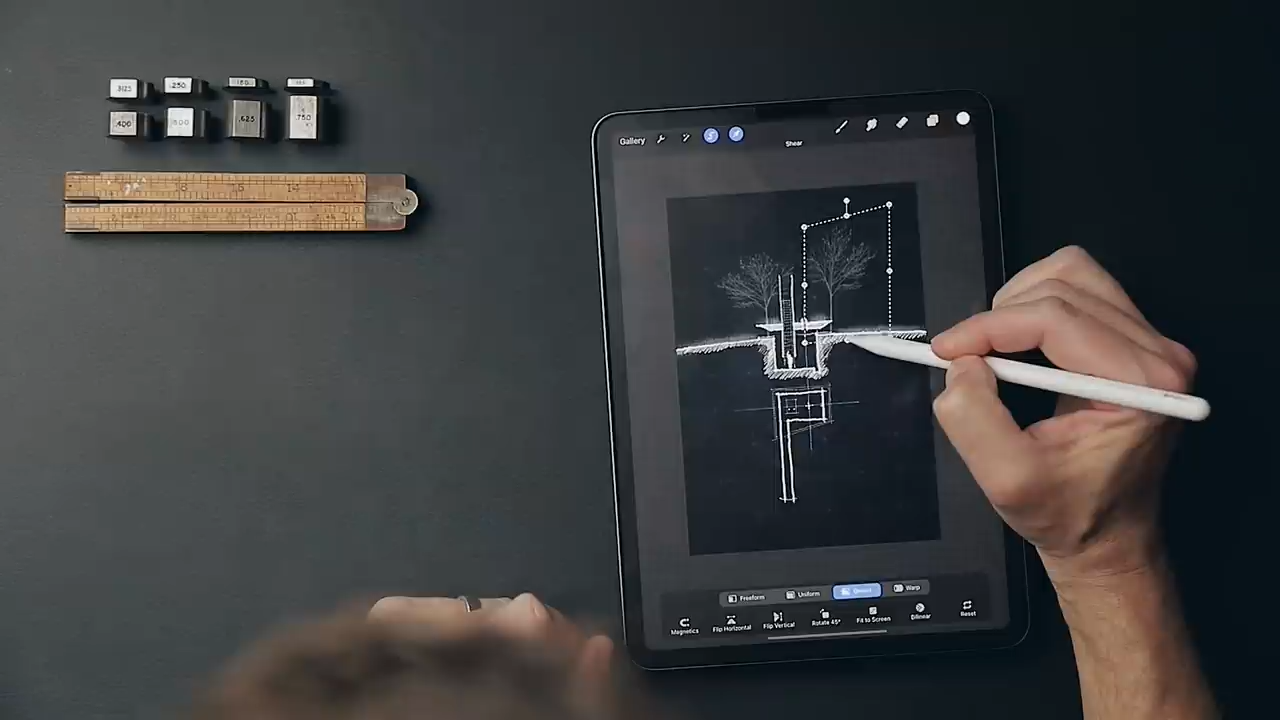 .3125 .250
.400 .500 .625 .750
Gallery
Shear
Freeform Uniform Distort Warp
Magnetics Flip Horizontal Flip Vertical Rotate 45° Fit to Screen Bilinear Reset